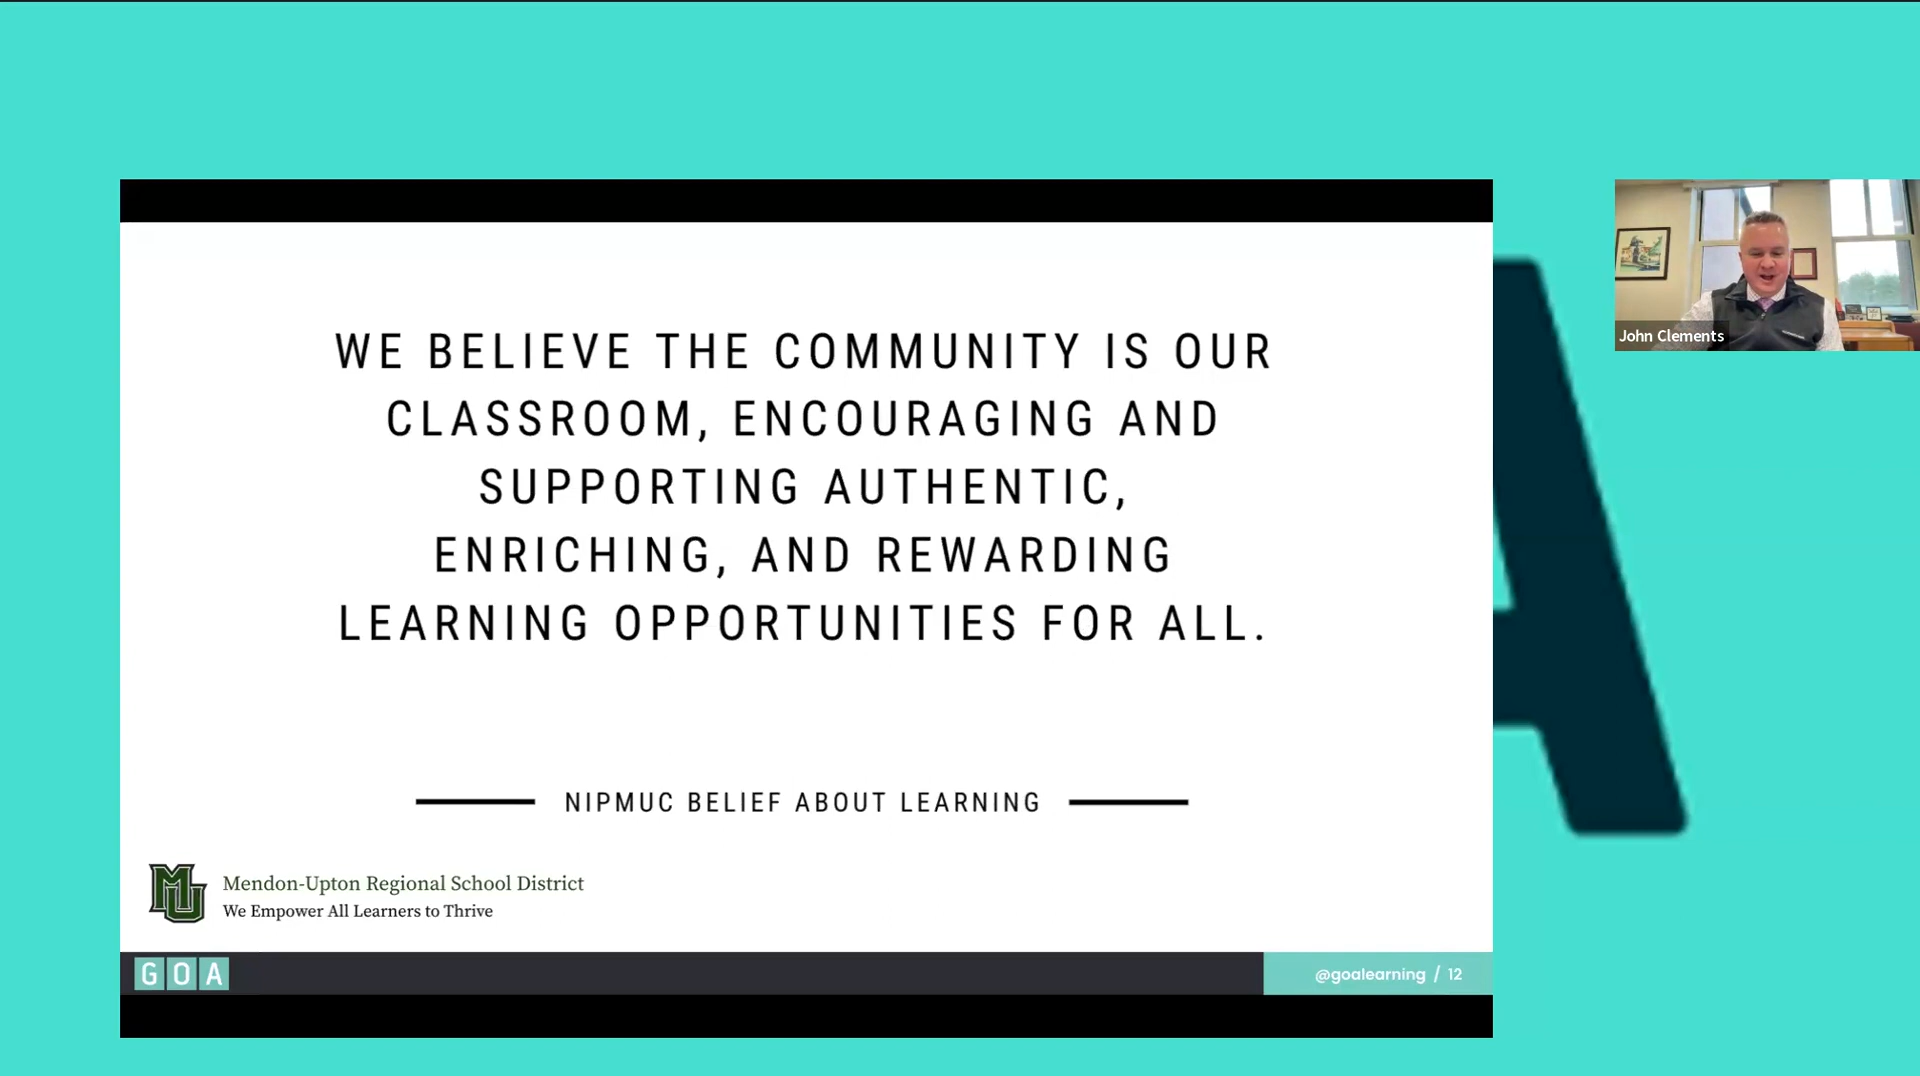 WE BELIEVE THE COMMUNITY IS OUR
CLASSROOM, ENCOURAGING AND
SUPPORTING AUTHENTIC,
ENRICHING, AND REWARDING
LEARNING OPPORTUNITIES FOR ALL.
NIPMUC BELIEF ABOUT LEARNING
MU
Mendon-Upton Regional School District
We Empower All Learners to Thrive
GOA
@goalearning / 12
John Clements
A